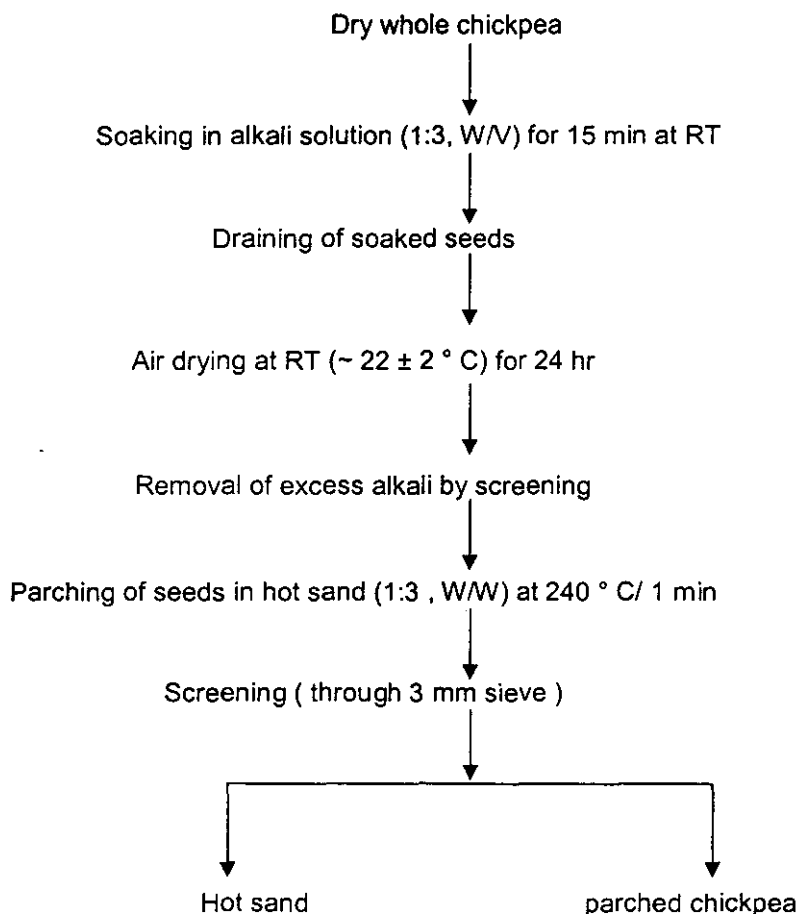 Dry whole chickpea
Soaking in alkali solution (1:3, W/V) for 15 min at RT
Draining of soaked seeds
Air drying at RT (~ 22 ± 2 ° C) for 24 hr
Removal of excess alkali by screening
Parching of seeds in hot sand (1:3 , W/W) at 240 ° C/ 1 min
Screening ( through 3 mm sieve )
Hot sand parched chickpea